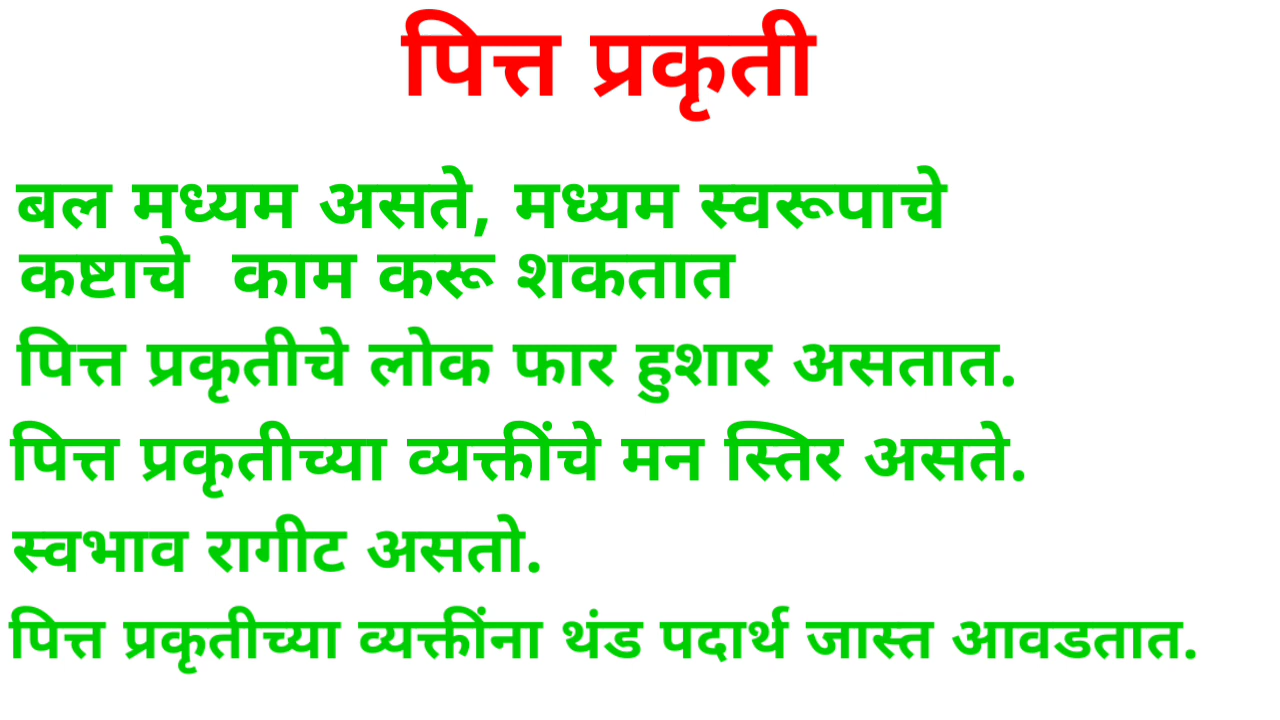 पित्त प्रकृती
बल मध्यम असते, मध्यम स्वरूपाचे
कष्टाचे काम करू शकतात
पित्त प्रकृतीचे लोक फार हुशार असतात.
पित्त प्रकृतीच्या व्यक्तींचे मन स्तिर असते.
स्वभाव रागीट असतो.
पित्त प्रकृतीच्या व्यक्तींना थंड पदार्थ जास्त आवडतात.